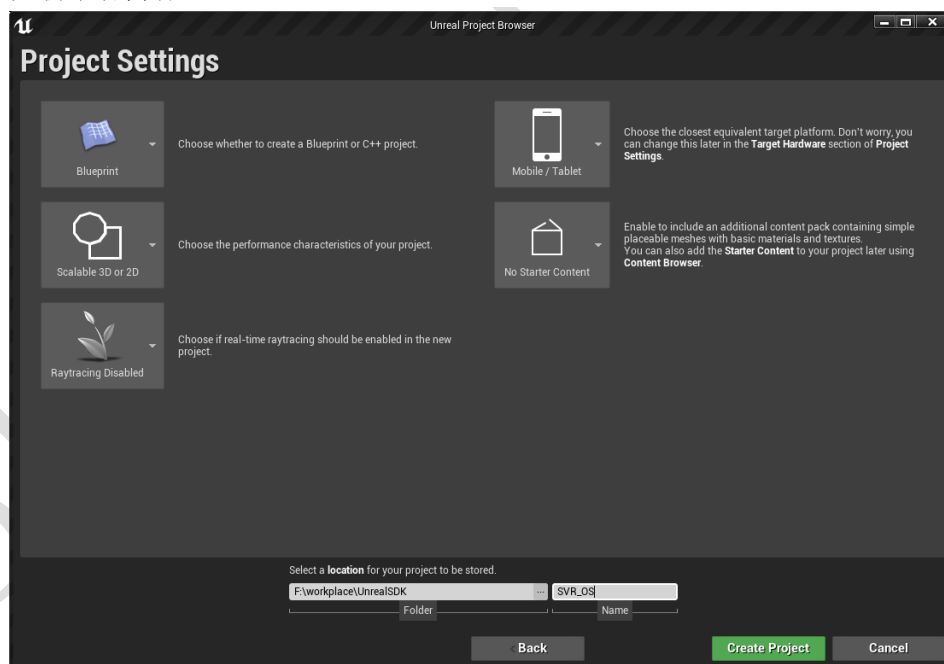 Unreal Project Browser
Project Settings
Blueprint
Choose whether to create a Blueprint or C++ project.
Mobile / Tablet
Choose the closest equivalent target platform. Don't worry, you
can change this later in the Target Hardware section of Project
Settings.
Scalable 3D or 2D
Choose the performance characteristics of your project.
No Starter Content
Enable to include an additional content pack containing simple
placeable meshes with basic materials and textures.
You can also add the Starter Content to your project later using
Content Browser.
Raytracing Disabled
Choose if real-time raytracing should be enabled in the new
project.
Select a location for your project to be stored.
F:\workplace\UnrealSDK
...
SVR_OS
Folder
Name
Back
Create Project
Cancel